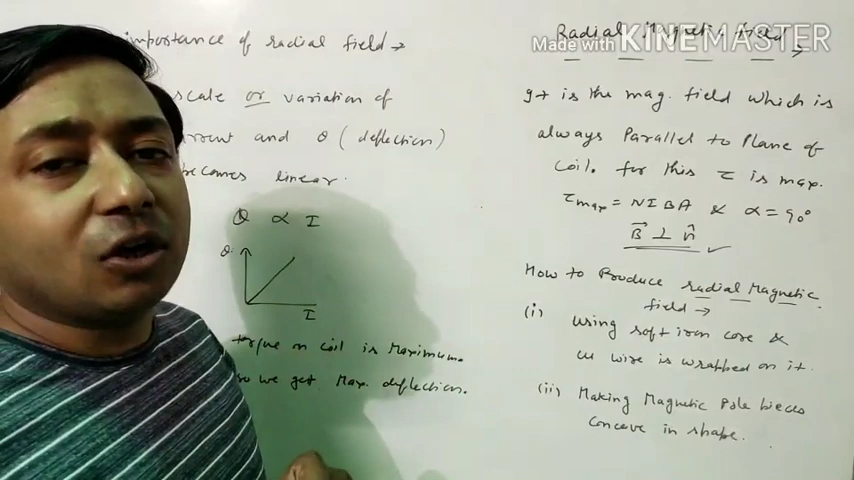 importance of radial field →
scale or variation of
and θ (deflection)
becomes linear.
θ ∝ I
θ
I
torque on coil is Maximum.
so we get Max. deflection.
Radial Magnetic field →
Made with KINEMASTER
It is the mag. field which is
always Parallel to Plane of
coil. for this τ is max.
τmax = NIBA & α = 90°
B⃗ ⊥ n̂ ✓
How to Produce radial Magnetic
field →
(i) using soft iron core &
cu wire is wrapped on it.
(ii) Making Magnetic Pole pieces
concave in shape.